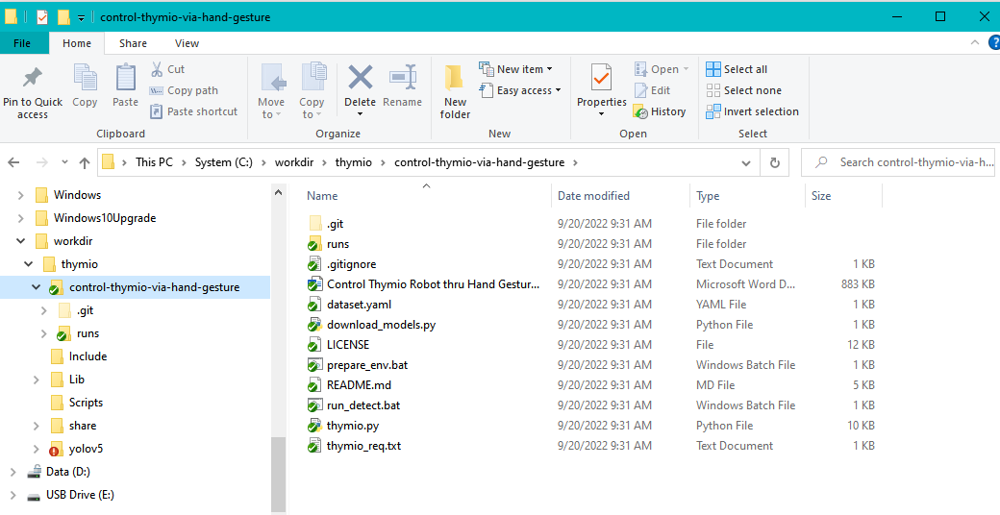 control-thymio-via-hand-gesture
File Home Share View
Pin to Quick access
Copy
Paste
Cut
Copy path
Paste shortcut
Clipboard
Move to
Copy to
Delete
Rename
Organize
New folder
New item
Easy access
New
Properties
Open
Edit
History
Open
Select all
Select none
Invert selection
Select
This PC > System (C:) > workdir > thymio > control-thymio-via-hand-gesture >
Search control-thymio-via-h...
Windows
Windows10Upgrade
workdir
thymio
control-thymio-via-hand-gesture
.git
runs
Include
Lib
Scripts
share
yolov5
Data (D:)
USB Drive (E:)
Name Date modified Type Size
.git 9/20/2022 9:31 AM File folder
runs 9/20/2022 9:31 AM File folder
.gitignore 9/20/2022 9:31 AM Text Document 1 KB
Control Thymio Robot thru Hand Gestur... 9/20/2022 9:31 AM Microsoft Word D... 883 KB
dataset.yaml 9/20/2022 9:31 AM YAML File 1 KB
download_models.py 9/20/2022 9:31 AM Python File 1 KB
LICENSE 9/20/2022 9:31 AM File 12 KB
prepare_env.bat 9/20/2022 9:31 AM Windows Batch File 1 KB
README.md 9/20/2022 9:31 AM MD File 5 KB
run_detect.bat 9/20/2022 9:31 AM Windows Batch File 1 KB
thymio.py 9/20/2022 9:31 AM Python File 10 KB
thymio_req.txt 9/20/2022 9:31 AM Text Document 1 KB